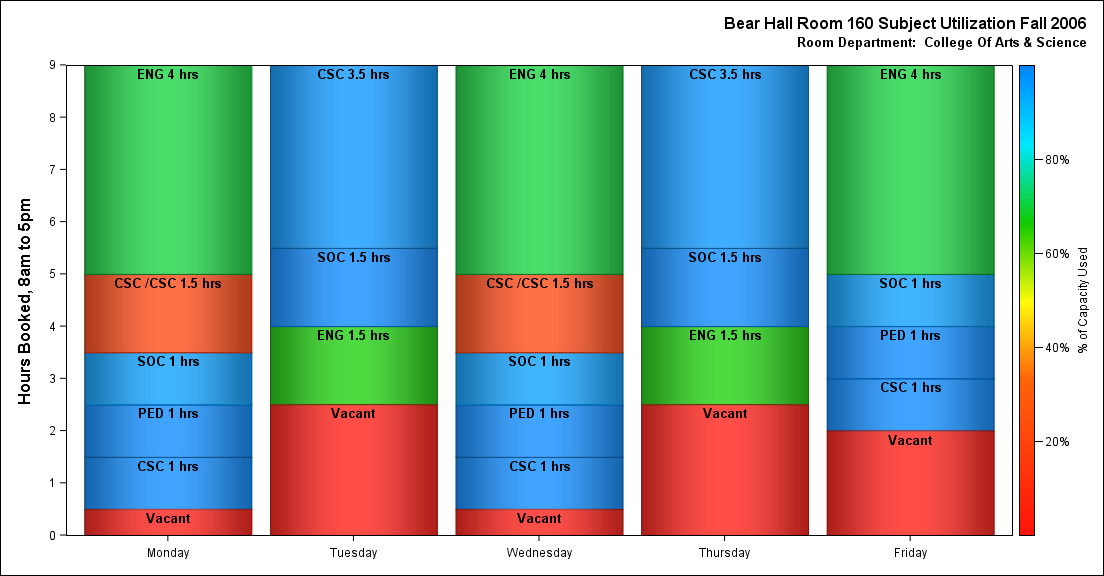 Bear Hall Room 160 Subject Utilization Fall 2006
Room Department:  College Of Arts & Science
Hours Booked, 8am to 5pm
9
8
7
6
5
4
3
2
1
0
ENG 4 hrs
CSC /CSC 1.5 hrs
SOC 1 hrs
PED 1 hrs
CSC 1 hrs
Vacant
Monday
CSC 3.5 hrs
SOC 1.5 hrs
ENG 1.5 hrs
Vacant
Tuesday
ENG 4 hrs
CSC /CSC 1.5 hrs
SOC 1 hrs
PED 1 hrs
CSC 1 hrs
Vacant
Wednesday
CSC 3.5 hrs
SOC 1.5 hrs
ENG 1.5 hrs
Vacant
Thursday
ENG 4 hrs
SOC 1 hrs
PED 1 hrs
CSC 1 hrs
Vacant
Friday
80%
60%
40%
20%
% of Capacity Used